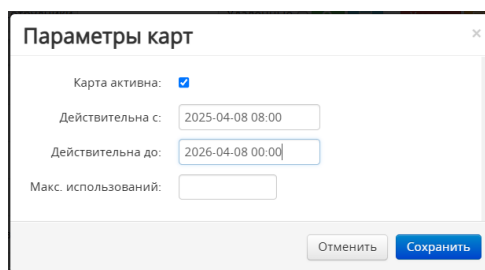 Параметры карт
×
Карта активна:
Действительна с: 2025-04-08 08:00
Действительна до: 2026-04-08 00:00
Макс. использований:
Отменить Сохранить